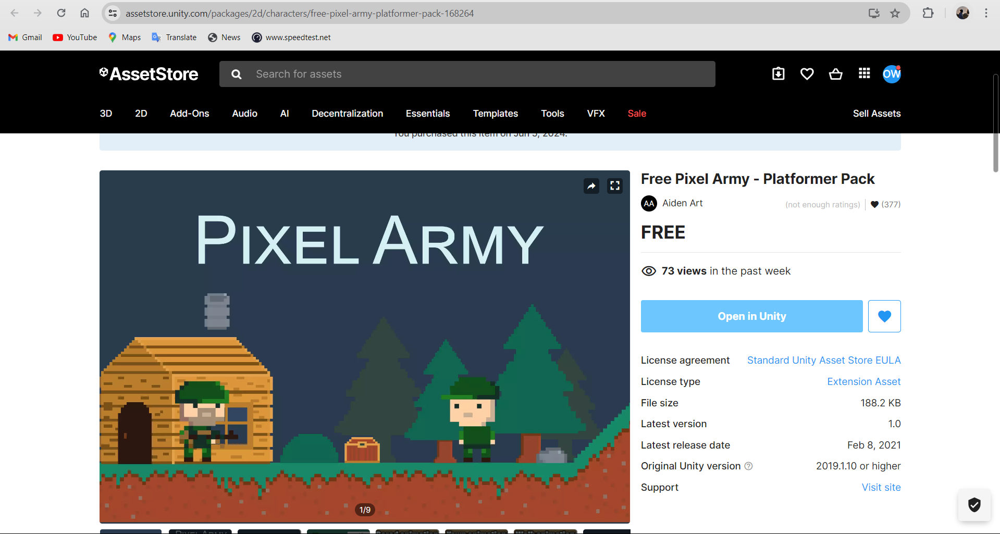 assetstore.unity.com/packages/2d/characters/free-pixel-army-platformer-pack-168264
Gmail YouTube Maps Translate News www.speedtest.net
AssetStore Search for assets OW
3D 2D Add-Ons Audio AI Decentralization Essentials Templates Tools VFX Sale Sell Assets
You purchased this item on Jun 5, 2024.
PIXEL ARMY
1/9
PIXEL ARMY
Free Pixel Army - Platformer Pack
AA Aiden Art (not enough ratings) (377)
FREE
73 views in the past week
Open in Unity
License agreement Standard Unity Asset Store EULA
License type Extension Asset
File size 188.2 KB
Latest version 1.0
Latest release date Feb 8, 2021
Original Unity version 2019.1.10 or higher
Support Visit site